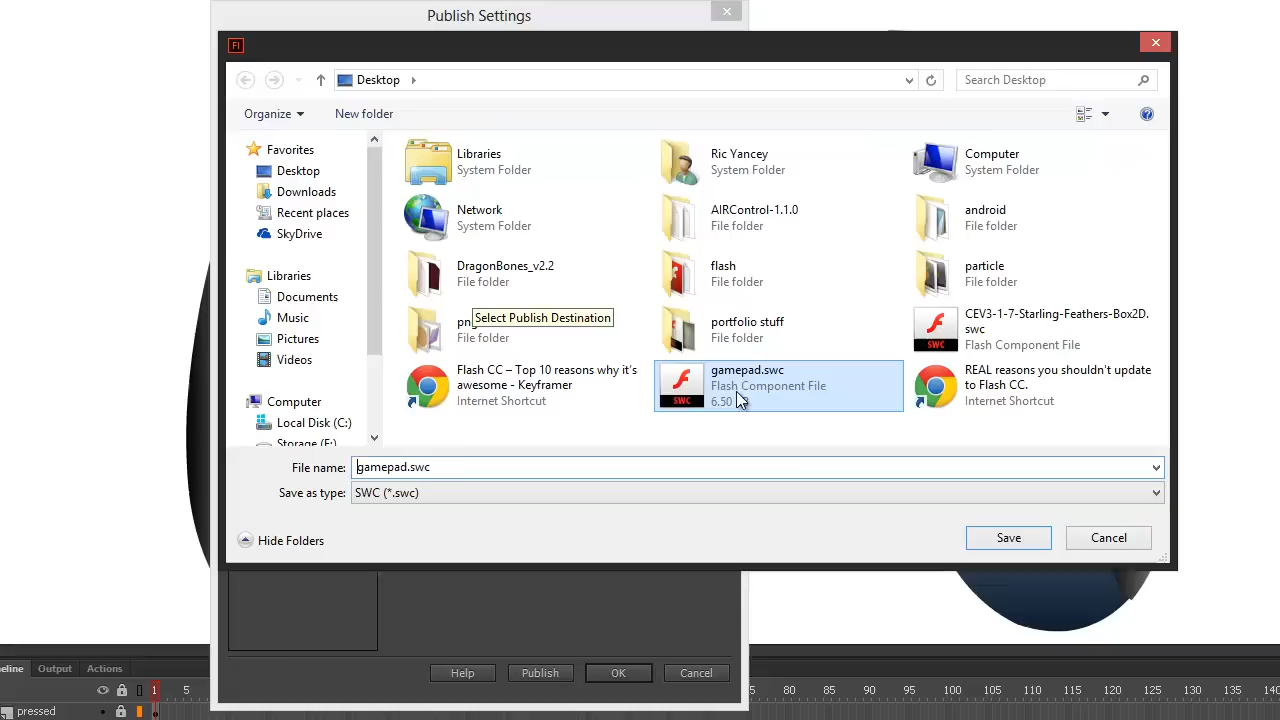 Publish Settings
Fl
Desktop
Search Desktop
Organize
New folder
Favorites
Desktop
Downloads
Recent places
SkyDrive
Libraries
Documents
Music
Pictures
Videos
Computer
Local Disk (C:)
Storage (F:)
Libraries
System Folder
Ric Yancey
System Folder
Computer
System Folder
Network
System Folder
AIRControl-1.1.0
File folder
android
File folder
DragonBones_v2.2
File folder
flash
File folder
particle
File folder
Select Publish Destination
File folder
portfolio stuff
File folder
CEV3-1-7-Starling-Feathers-Box2D.
swc
Flash Component File
SWC
Flash CC – Top 10 reasons why it's
awesome - Keyframer
Internet Shortcut
gamepad.swc
Flash Component File
6.50
SWC
REAL reasons you shouldn't update
to Flash CC.
Internet Shortcut
File name: gamepad.swc
Save as type: SWC (*.swc)
Hide Folders
Save
Cancel
Help
Publish
OK
Cancel
Output
Actions
1 5
80 85 90 95 100 105 110 115 120 125 130 135
pressed